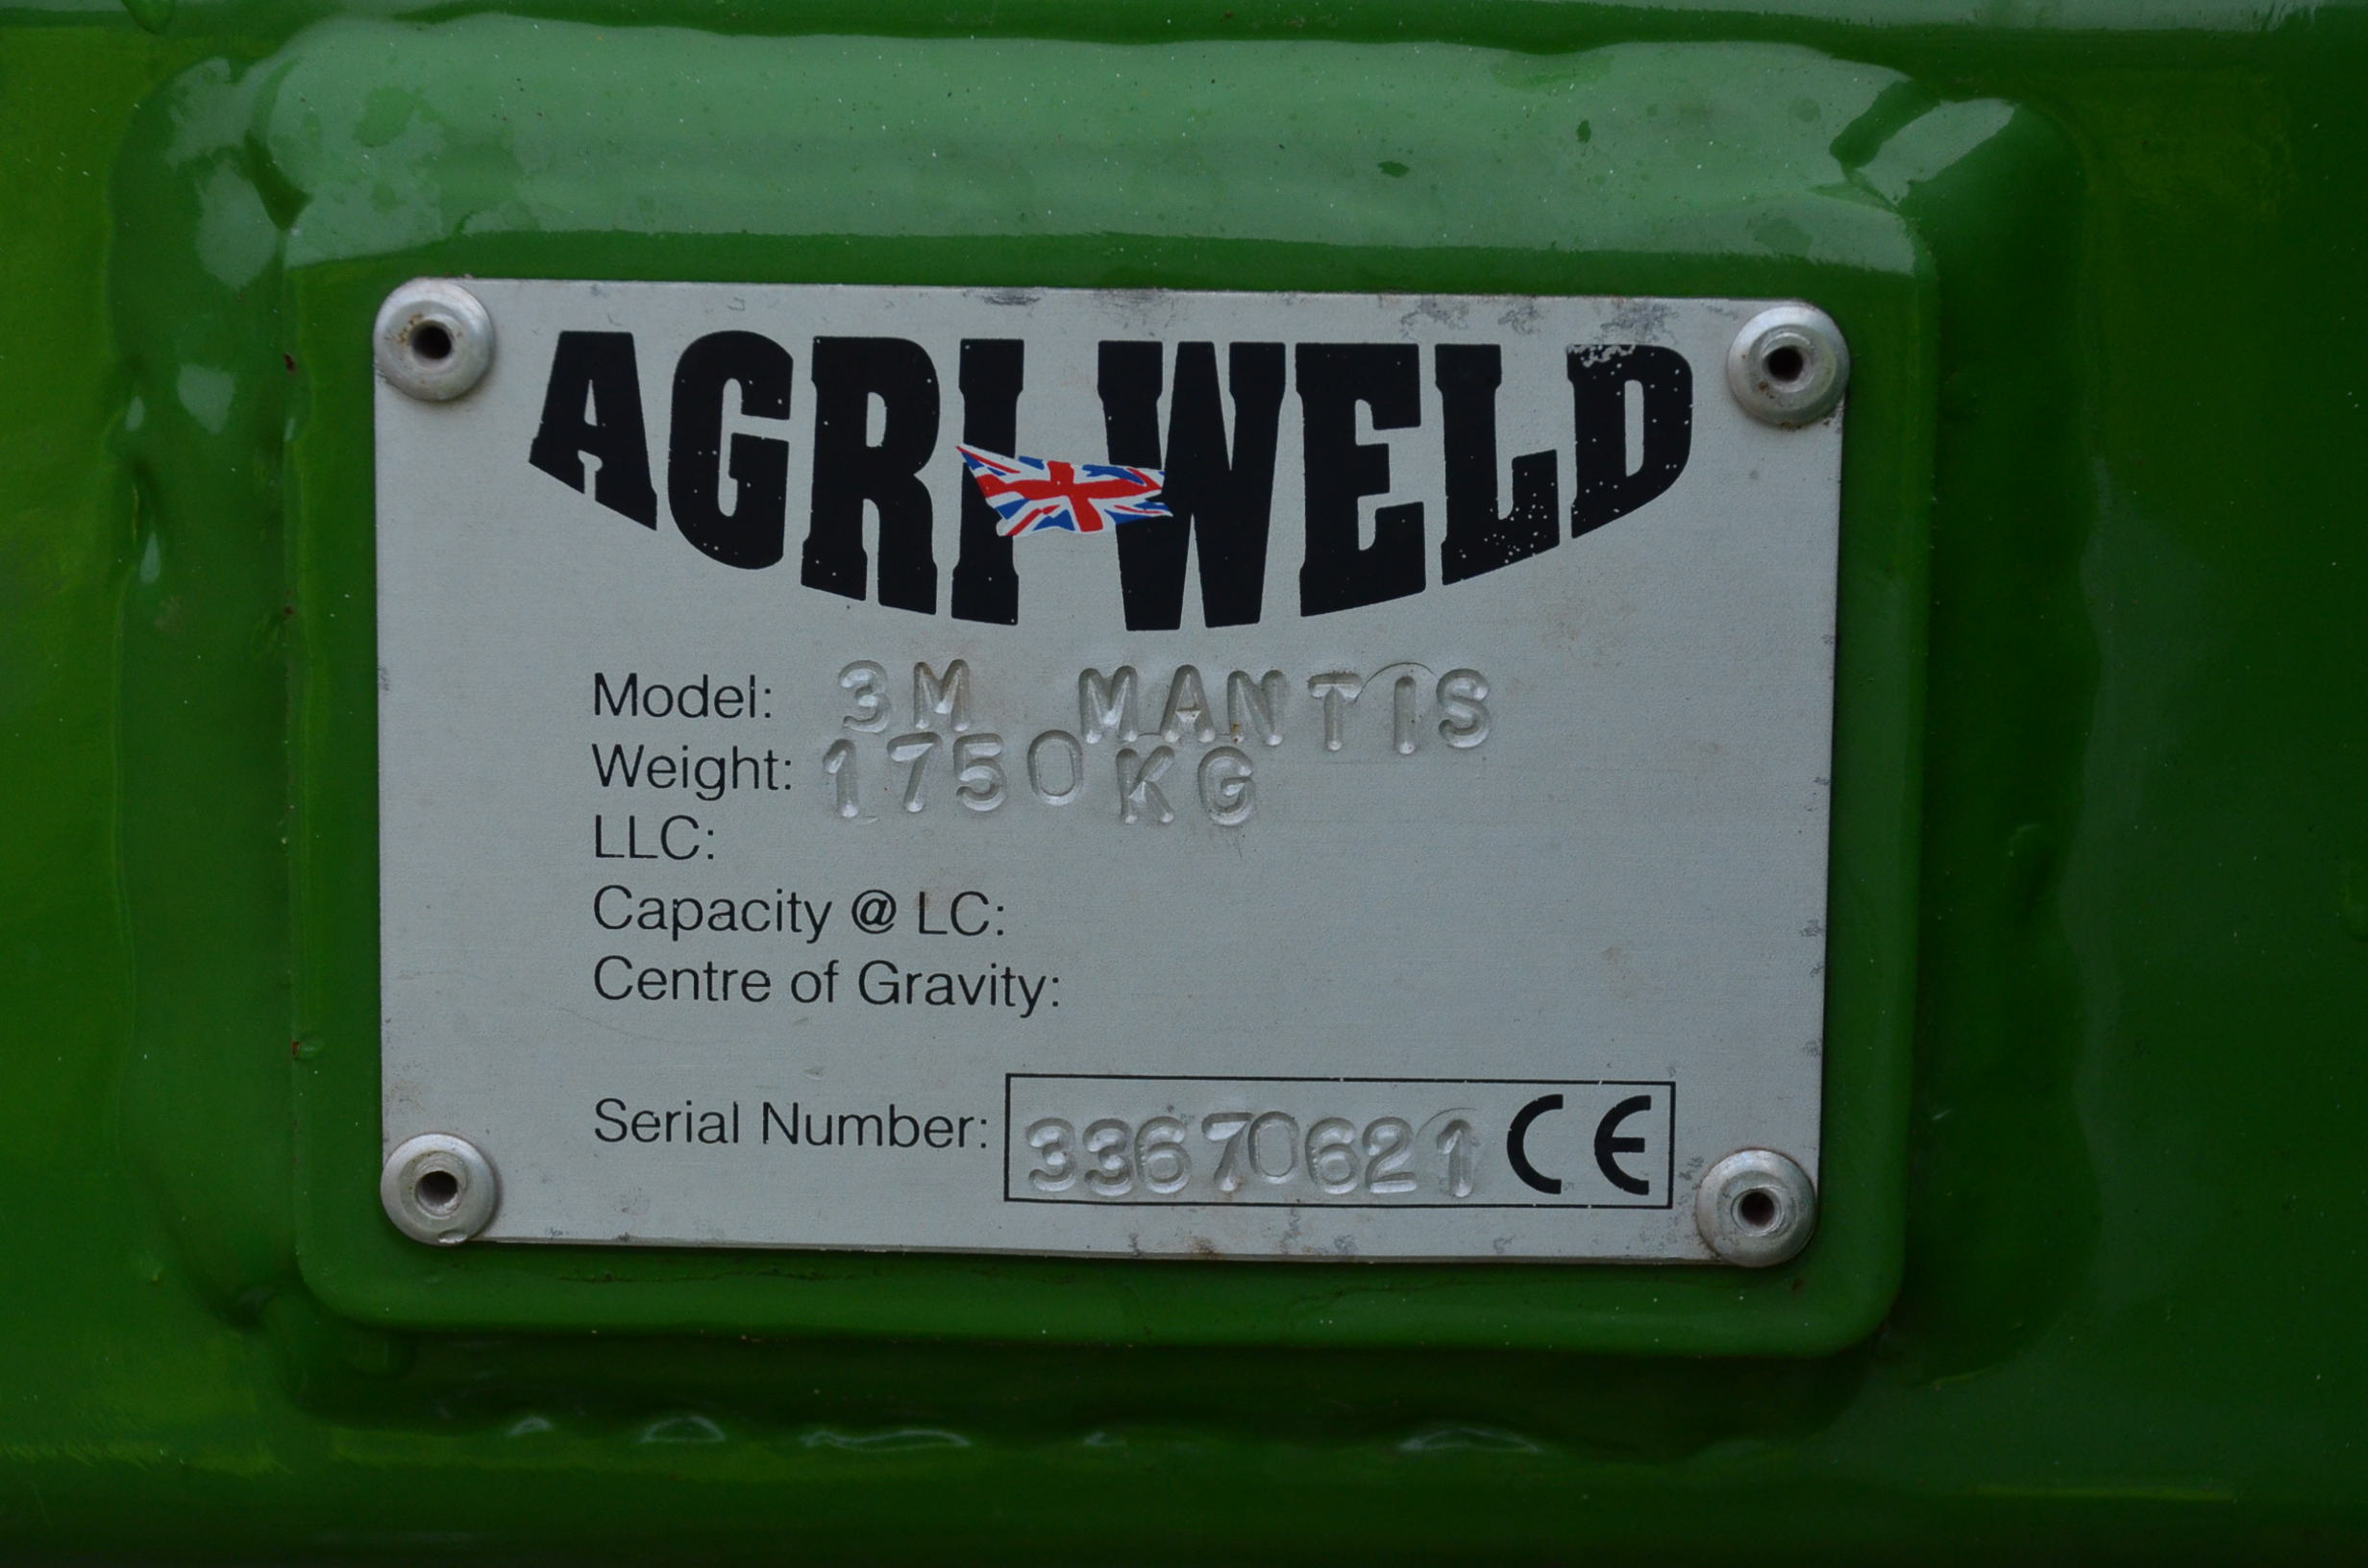 AGRI-WELD
Model: 3M MANTIS
Weight: 1750KG
LLC:
Capacity @ LC:
Centre of Gravity:
Serial Number: 33670621 CE